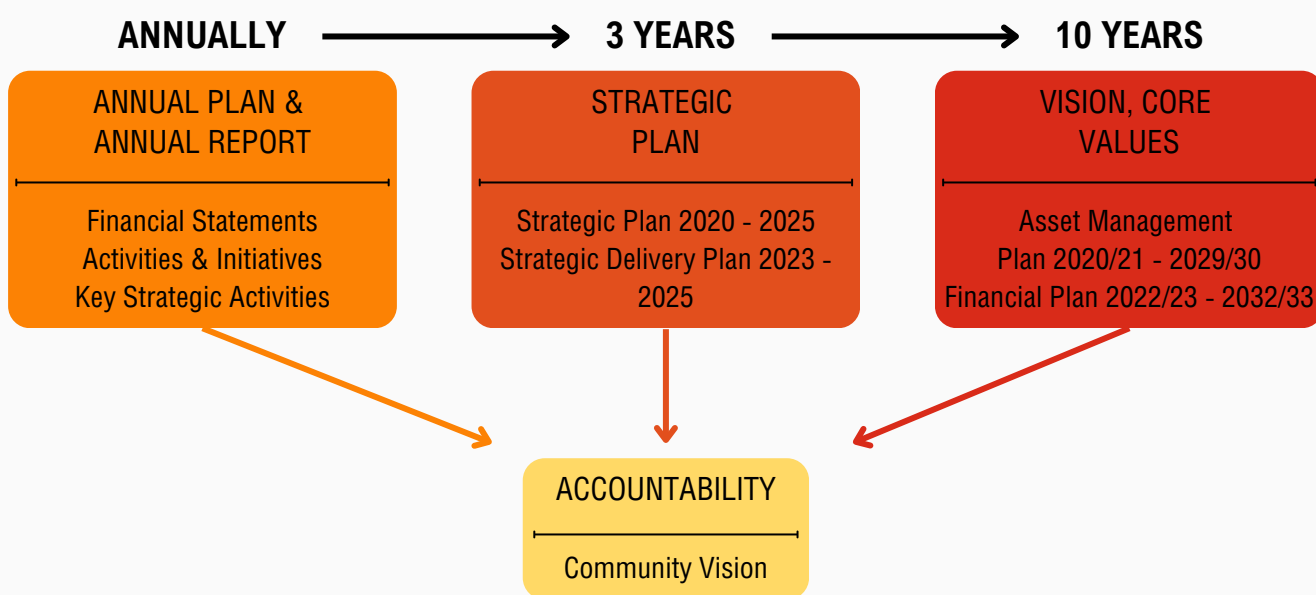 ANNUALLY
3 YEARS
10 YEARS
ANNUAL PLAN &
ANNUAL REPORT
Financial Statements
Activities & Initiatives
Key Strategic Activities
STRATEGIC
PLAN
Strategic Plan 2020 - 2025
Strategic Delivery Plan 2023 -
2025
VISION, CORE
VALUES
Asset Management
Plan 2020/21 - 2029/30
Financial Plan 2022/23 - 2032/33
ACCOUNTABILITY
Community Vision